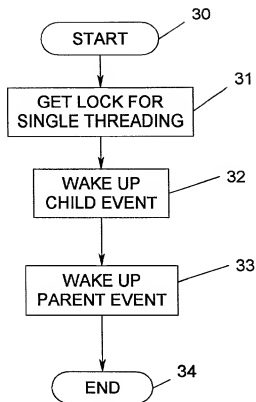 START
30
GET LOCK FOR
SINGLE THREADING
31
WAKE UP
CHILD EVENT
32
WAKE UP
PARENT EVENT
33
END
34